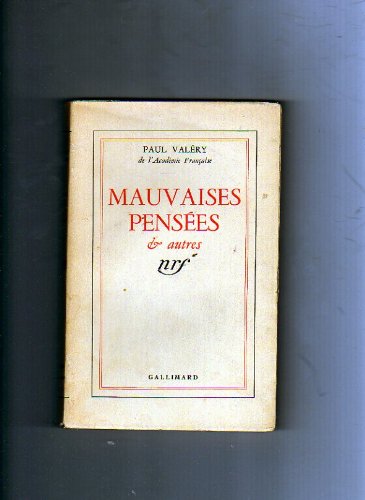 PAUL VALÉRY
de l'Académie Française
MAUVAISES
PENSÉES
& autres
nrf
GALLIMARD